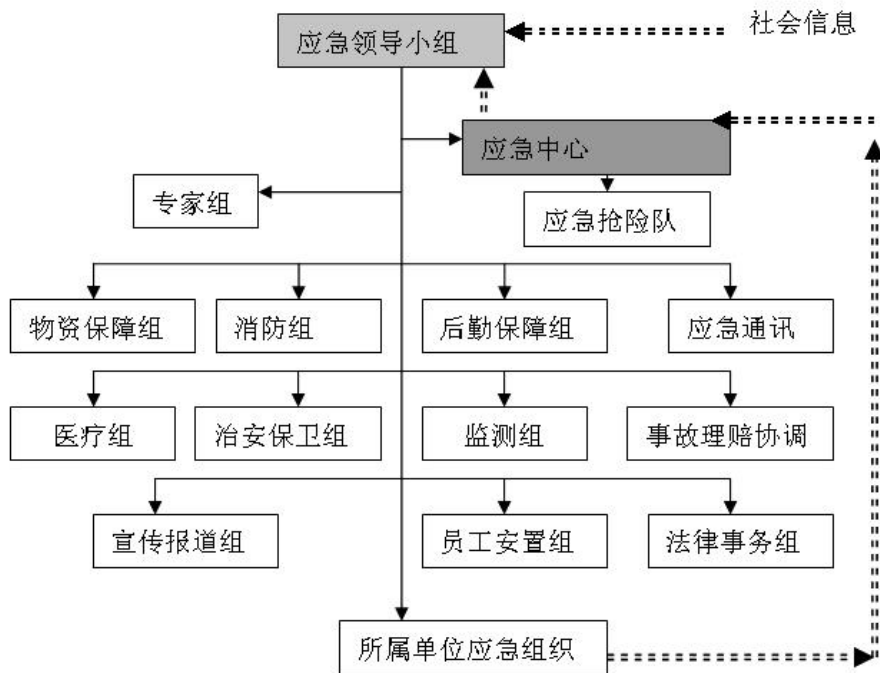 应急领导小组
社会信息
应急中心
专家组
应急抢险队
物资保障组
消防组
后勤保障组
应急通讯
医疗组
治安保卫组
监测组
事故理赔协调
宣传报道组
员工安置组
法律事务组
所属单位应急组织